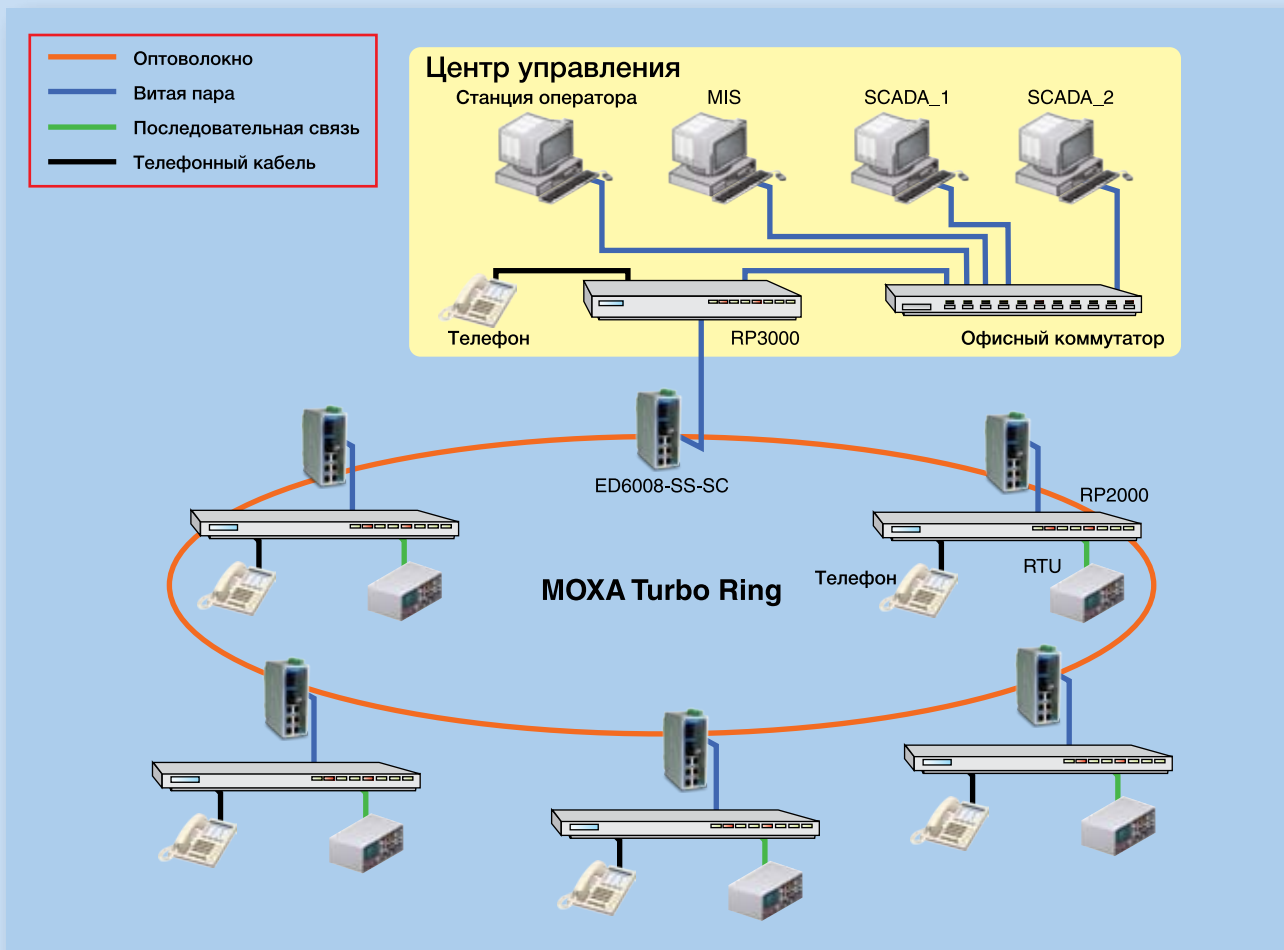 Оптоволокно
Витая пара
Последовательная связь
Телефонный кабель
Центр управления
Станция оператора
MIS
SCADA_1
SCADA_2
Телефон
RP3000
Офисный коммутатор
ED6008-SS-SC
RP2000
Телефон
RTU
MOXA Turbo Ring